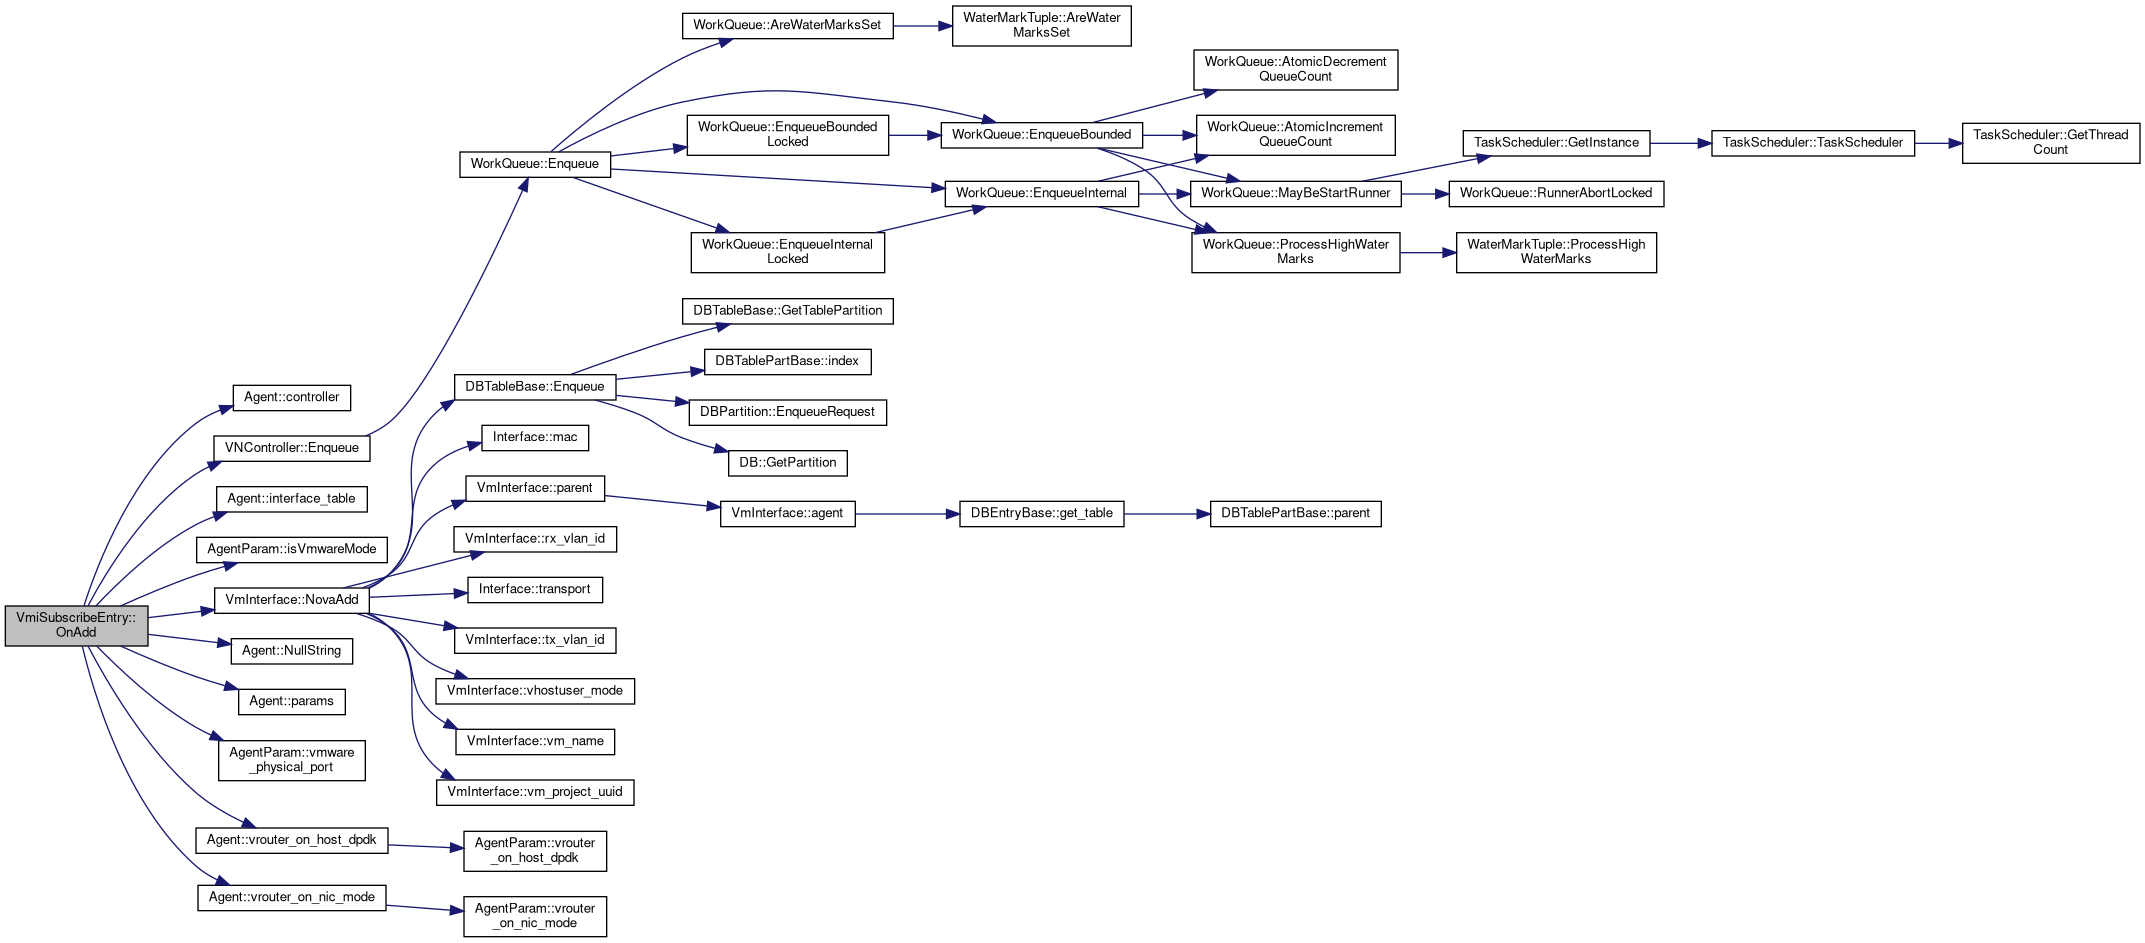 VmiSubscribeEntry::
OnAdd
Agent::controller
VNController::Enqueue
Agent::interface_table
AgentParam::isVmwareMode
VmInterface::NovaAdd
Agent::NullString
Agent::params
AgentParam::vmware
_physical_port
Agent::vrouter_on_host_dpdk
Agent::vrouter_on_nic_mode
WorkQueue::Enqueue
DBTableBase::Enqueue
Interface::mac
VmInterface::parent
VmInterface::rx_vlan_id
Interface::transport
VmInterface::tx_vlan_id
VmInterface::vhostuser_mode
VmInterface::vm_name
VmInterface::vm_project_uuid
AgentParam::vrouter
_on_host_dpdk
AgentParam::vrouter
_on_nic_mode
WorkQueue::AreWaterMarksSet
WorkQueue::EnqueueBounded
Locked
WorkQueue::EnqueueInternal
Locked
DBTableBase::GetTablePartition
DBTablePartBase::index
DBPartition::EnqueueRequest
DB::GetPartition
VmInterface::agent
WaterMarkTuple::AreWater
MarksSet
WorkQueue::EnqueueBounded
WorkQueue::EnqueueInternal
DBEntryBase::get_table
WorkQueue::AtomicDecrement
QueueCount
WorkQueue::AtomicIncrement
QueueCount
WorkQueue::MayBeStartRunner
WorkQueue::ProcessHighWater
Marks
DBTablePartBase::parent
TaskScheduler::GetInstance
WorkQueue::RunnerAbortLocked
WaterMarkTuple::ProcessHigh
WaterMarks
TaskScheduler::TaskScheduler
TaskScheduler::GetThread
Count